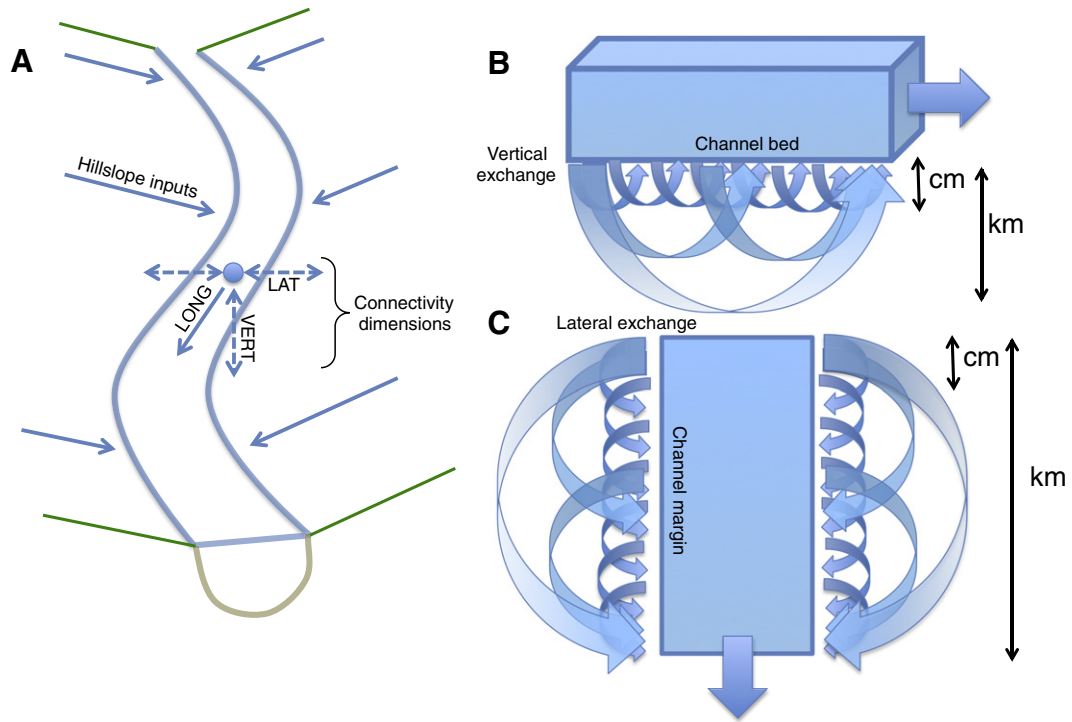 A
Hillslope inputs
LAT
LONG
VERT
Connectivity
dimensions
B
Channel bed
Vertical
exchange
cm
km
C
Lateral exchange
Channel margin
cm
km